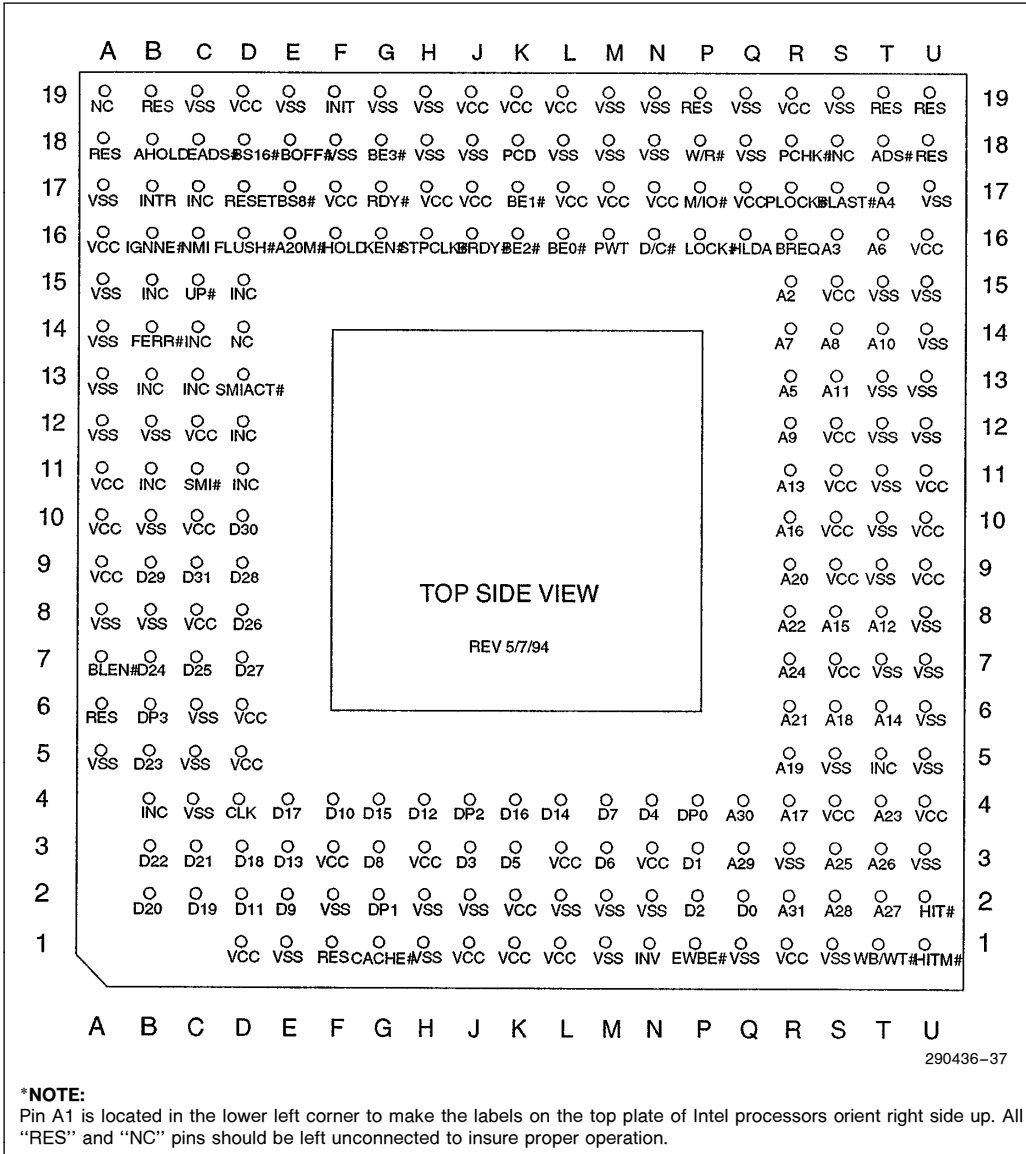 A B C D E F G H J K L M N P Q R S T U
19 NC RES VSS VCC VSS INIT VSS VSS VCC VCC VCC VSS VSS RES VSS VCC VSS RES RES 19
18 RES AHOLD EADS# BS16# BOFF# VSS BE3# VSS VSS PCD VSS VSS VSS W/R# VSS PCHK# NC ADS# RES 18
17 VSS INTR INC RESET BS8# VCC RDY# VCC VCC BE1# VCC VCC VCC M/IO# VCC PLOCK# BLAST# A4 VSS 17
16 VCC IGNNE# NMI FLUSH# A20M# HOLD KEN# STPCLK# BRDY# BE2# BE0# PWT D/C# LOCK# HLDA BREQ A3 A6 VCC 16
15 VSS INC UP# INC A2 VCC VSS VSS 15
14 VSS FERR# INC NC A7 A8 A10 VSS 14
13 VSS INC INC SMIACT# A5 A11 VSS VSS 13
12 VSS VSS VCC INC A9 VCC VSS VSS 12
11 VCC INC SMI# INC A13 VCC VSS VCC 11
10 VCC VSS VCC D30 A16 VCC VSS VCC 10
9 VCC D29 D31 D28 A20 VCC VSS VCC 9
TOP SIDE VIEW
8 VSS VSS VCC D26 A22 A15 A12 VSS 8
REV 5/7/94
7 BLEN# D24 D25 D27 A24 VCC VSS VSS 7
6 RES DP3 VSS VCC A21 A18 A14 VSS 6
5 VSS D23 VSS VCC A19 VSS INC VSS 5
4 INC VSS CLK D17 D10 D15 D12 DP2 D16 D14 D7 D4 DP0 A30 A17 VCC A23 VCC 4
3 D22 D21 D18 D13 VCC D8 VCC D3 D5 VCC D6 VCC D1 A29 VSS A25 A26 VSS 3
2 D20 D19 D11 D9 VSS DP1 VSS VSS VCC VSS VSS VSS D2 D0 A31 A28 A27 HIT# 2
1 VCC VSS RES CACHE# VSS VCC VCC VCC VSS INV EWBE# VSS VCC VSS WB/WT# HITM# 1
A B C D E F G H J K L M N P Q R S T U
290436–37
*NOTE:
Pin A1 is located in the lower left corner to make the labels on the top plate of Intel processors orient right side up. All
‘‘RES’’ and ‘‘NC’’ pins should be left unconnected to insure proper operation.